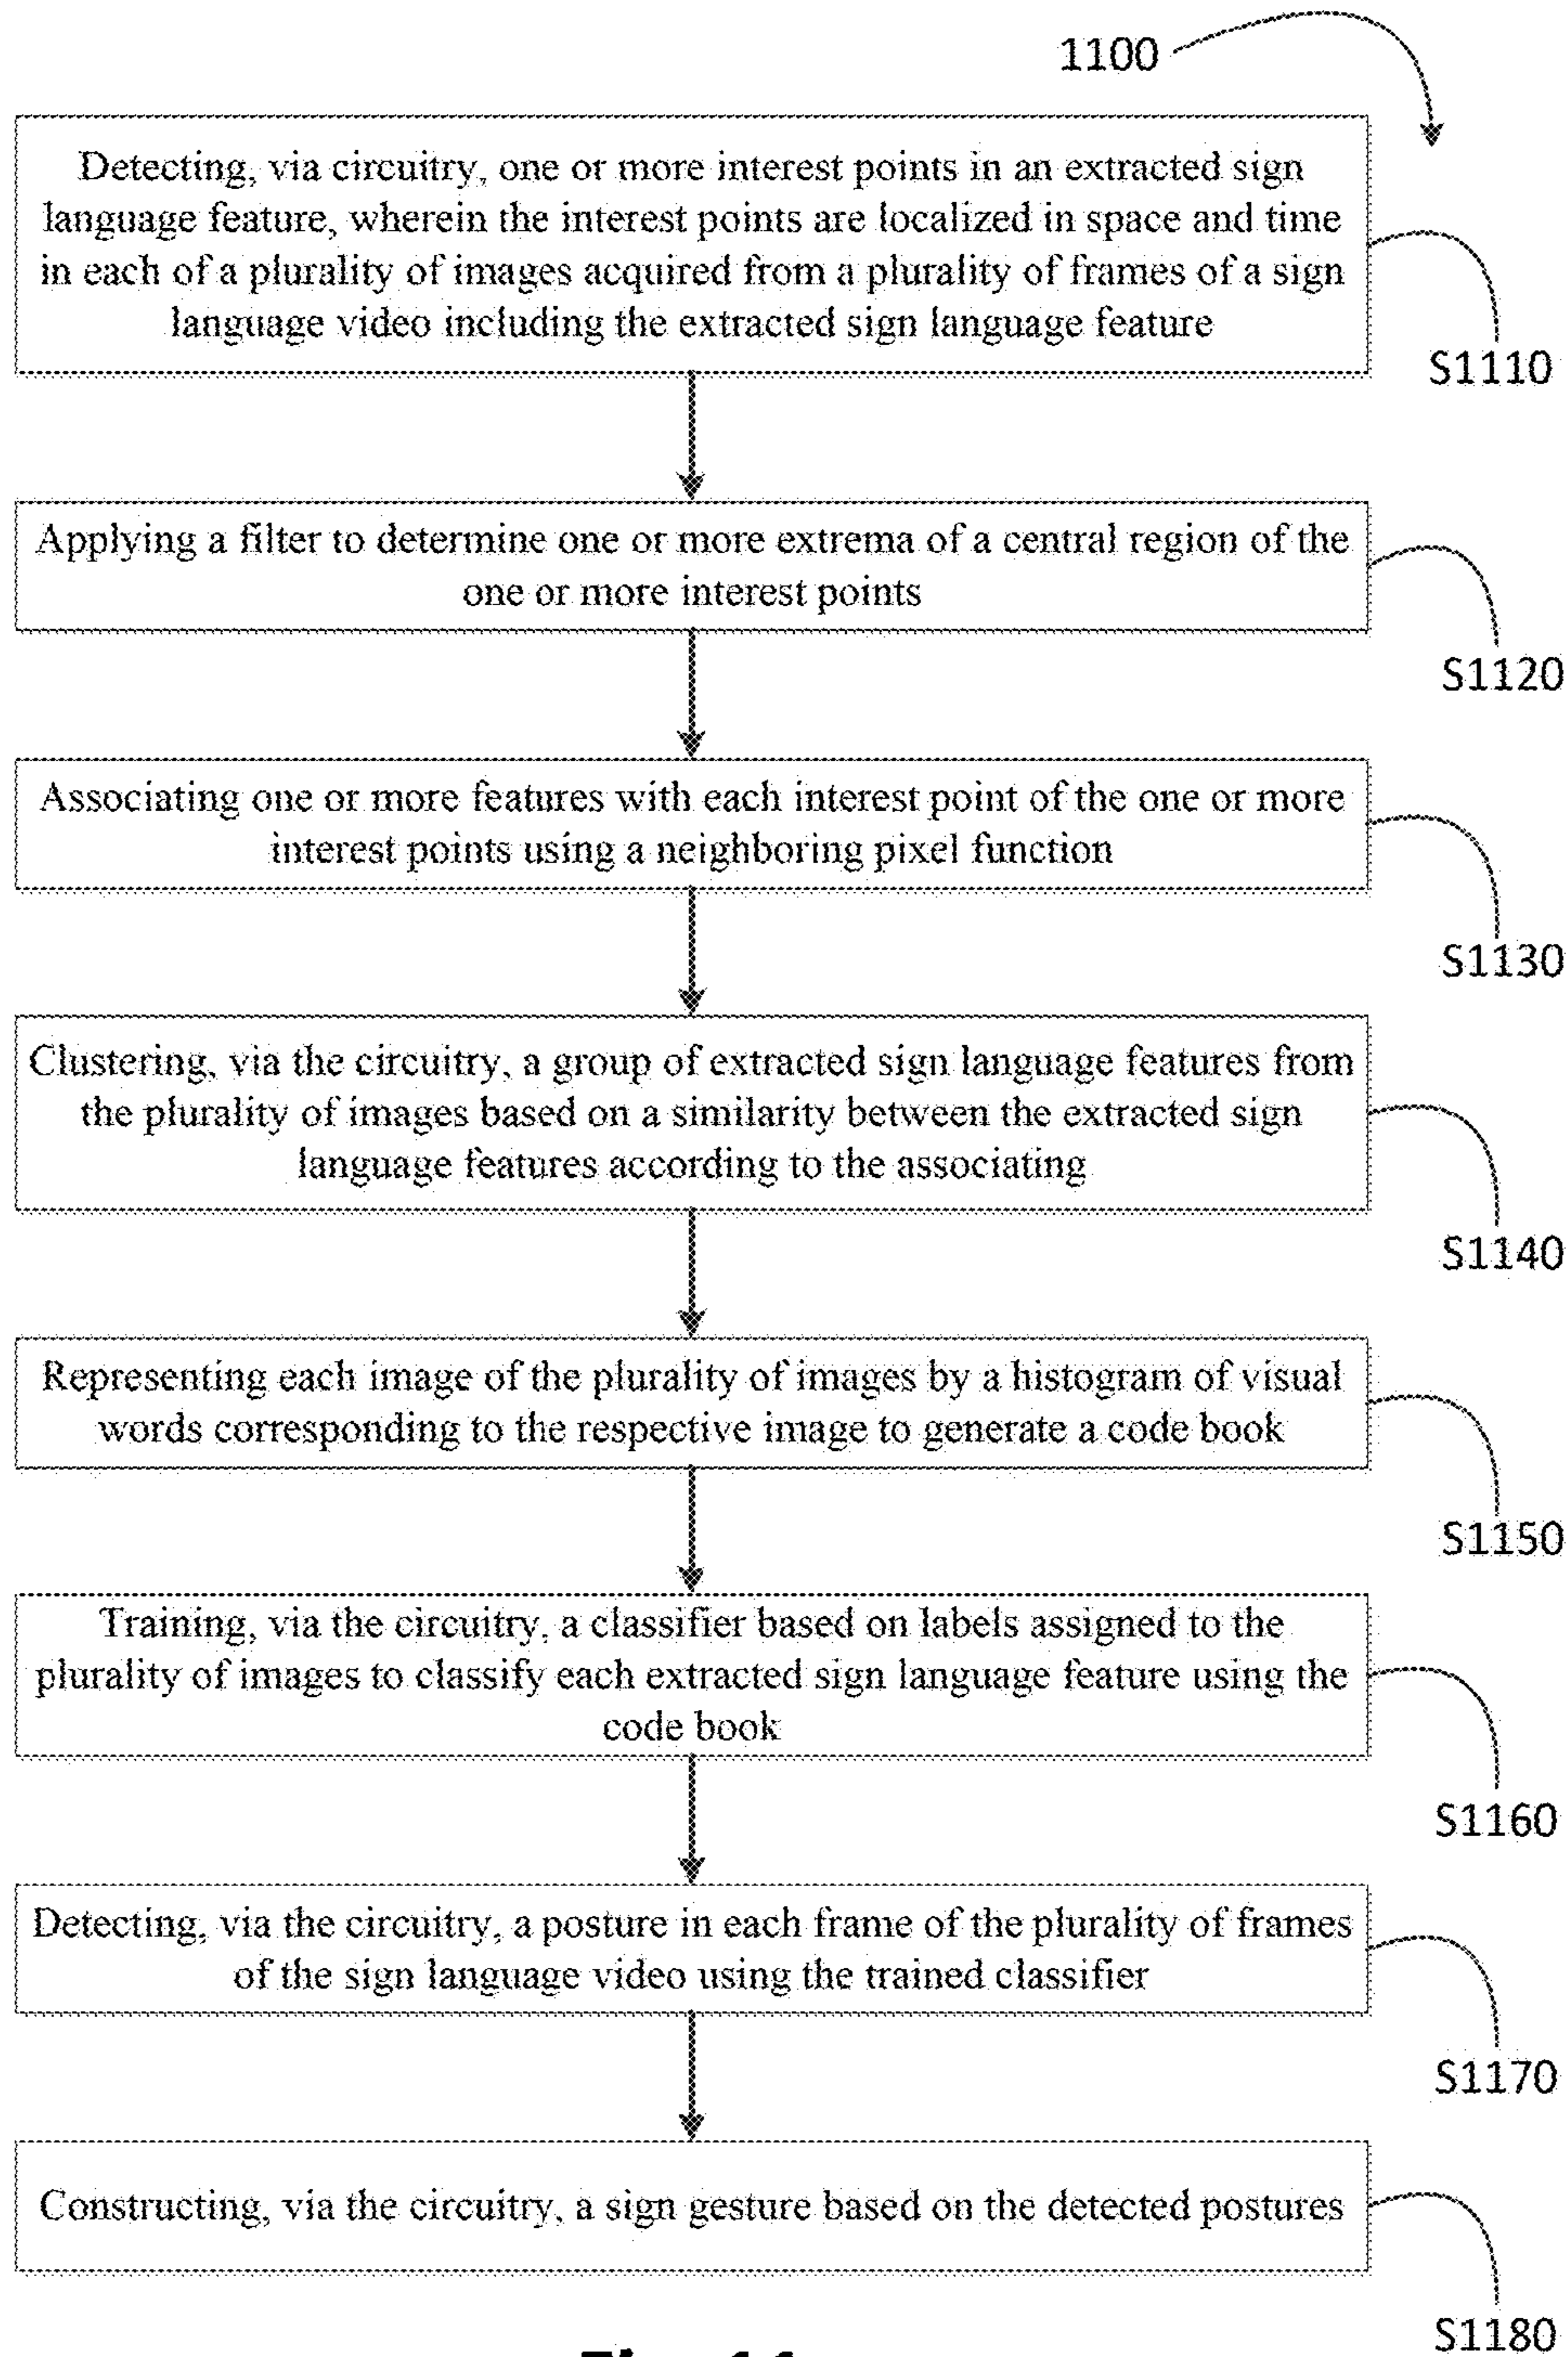 1100
Detecting, via circuitry, one or more interest points in an extracted sign
language feature, wherein the interest points are localized in space and time
in each of a plurality of images acquired from a plurality of frames of a sign
language video including the extracted sign language feature
S1110
Applying a filter to determine one or more extrema of a central region of the
one or more interest points
S1120
Associating one or more features with each interest point of the one or more
interest points using a neighboring pixel function
S1130
Clustering, via the circuitry, a group of extracted sign language features from
the plurality of images based on a similarity between the extracted sign
language features according to the associating
S1140
Representing each image of the plurality of images by a histogram of visual
words corresponding to the respective image to generate a code book
S1150
Training, via the circuitry, a classifier based on labels assigned to the
plurality of images to classify each extracted sign language feature using the
code book
S1160
Detecting, via the circuitry, a posture in each frame of the plurality of frames
of the sign language video using the trained classifier
S1170
Constructing, via the circuitry, a sign gesture based on the detected postures
S1180